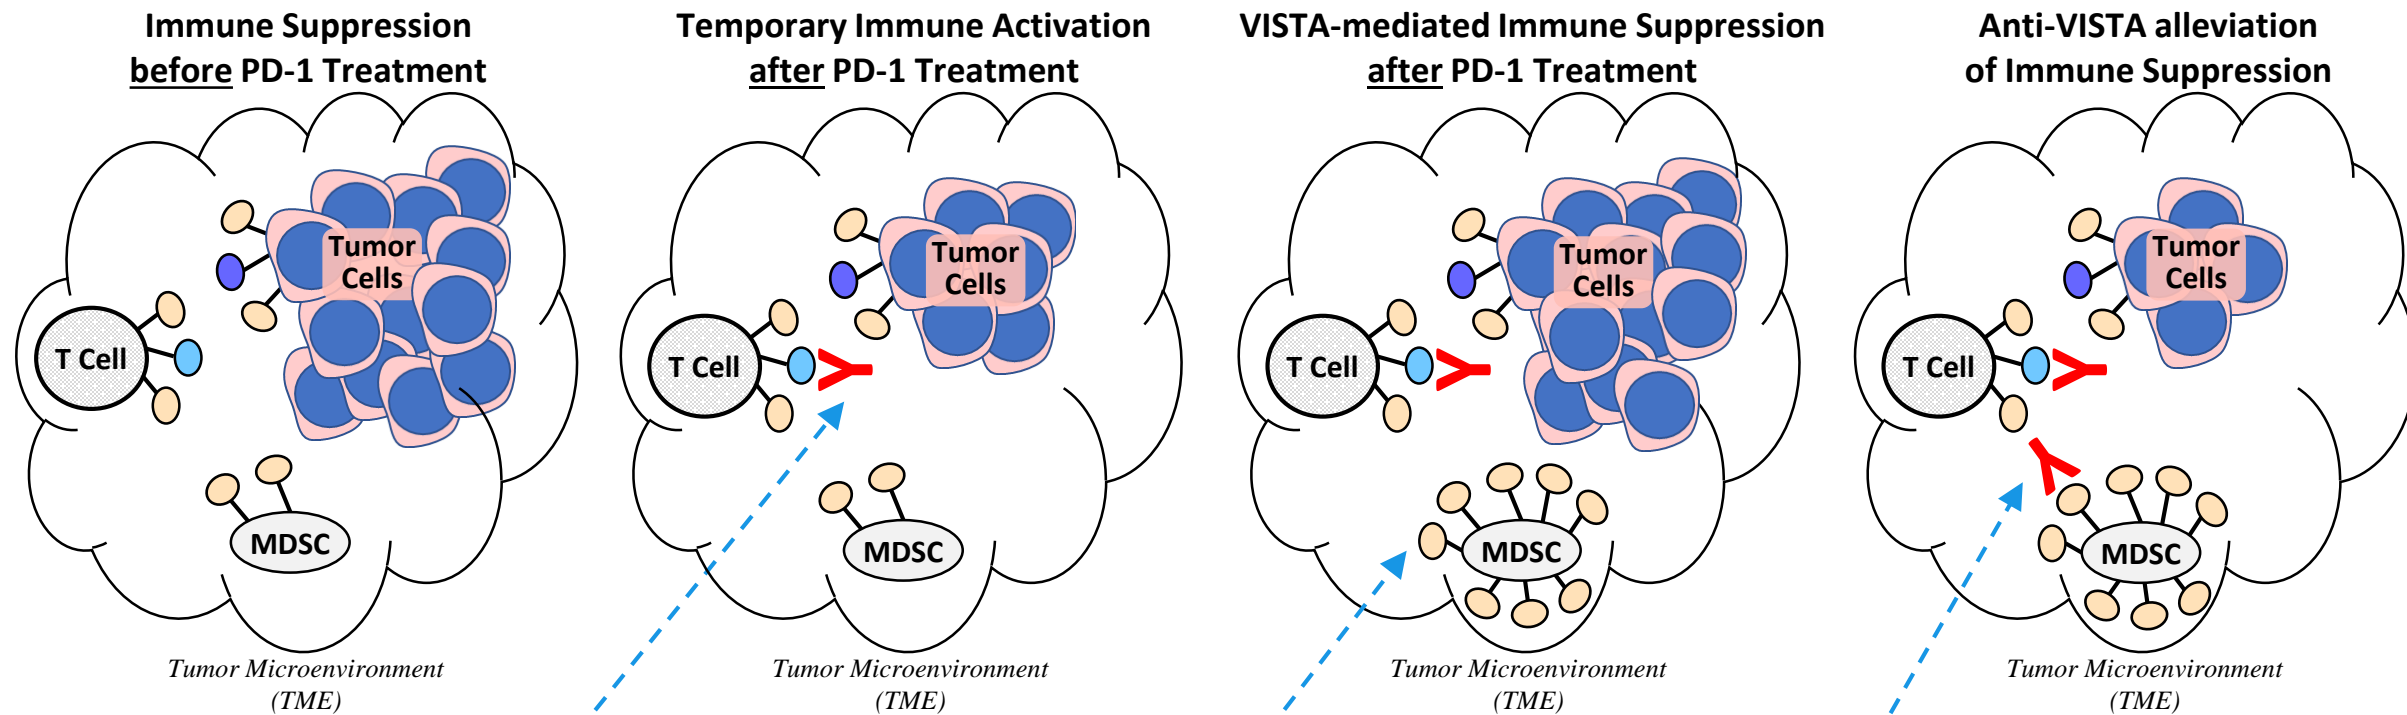 Immune Suppression
before PD-1 Treatment
Tumor
Cells
T Cell
MDSC
Tumor Microenvironment
(TME)
Temporary Immune Activation
after PD-1 Treatment
Tumor
Cells
T Cell
MDSC
Tumor Microenvironment
(TME)
VISTA-mediated Immune Suppression
after PD-1 Treatment
Tumor
Cells
T Cell
MDSC
Tumor Microenvironment
(TME)
Anti-VISTA alleviation
of Immune Suppression
Tumor
Cells
T Cell
MDSC
Tumor Microenvironment
(TME)